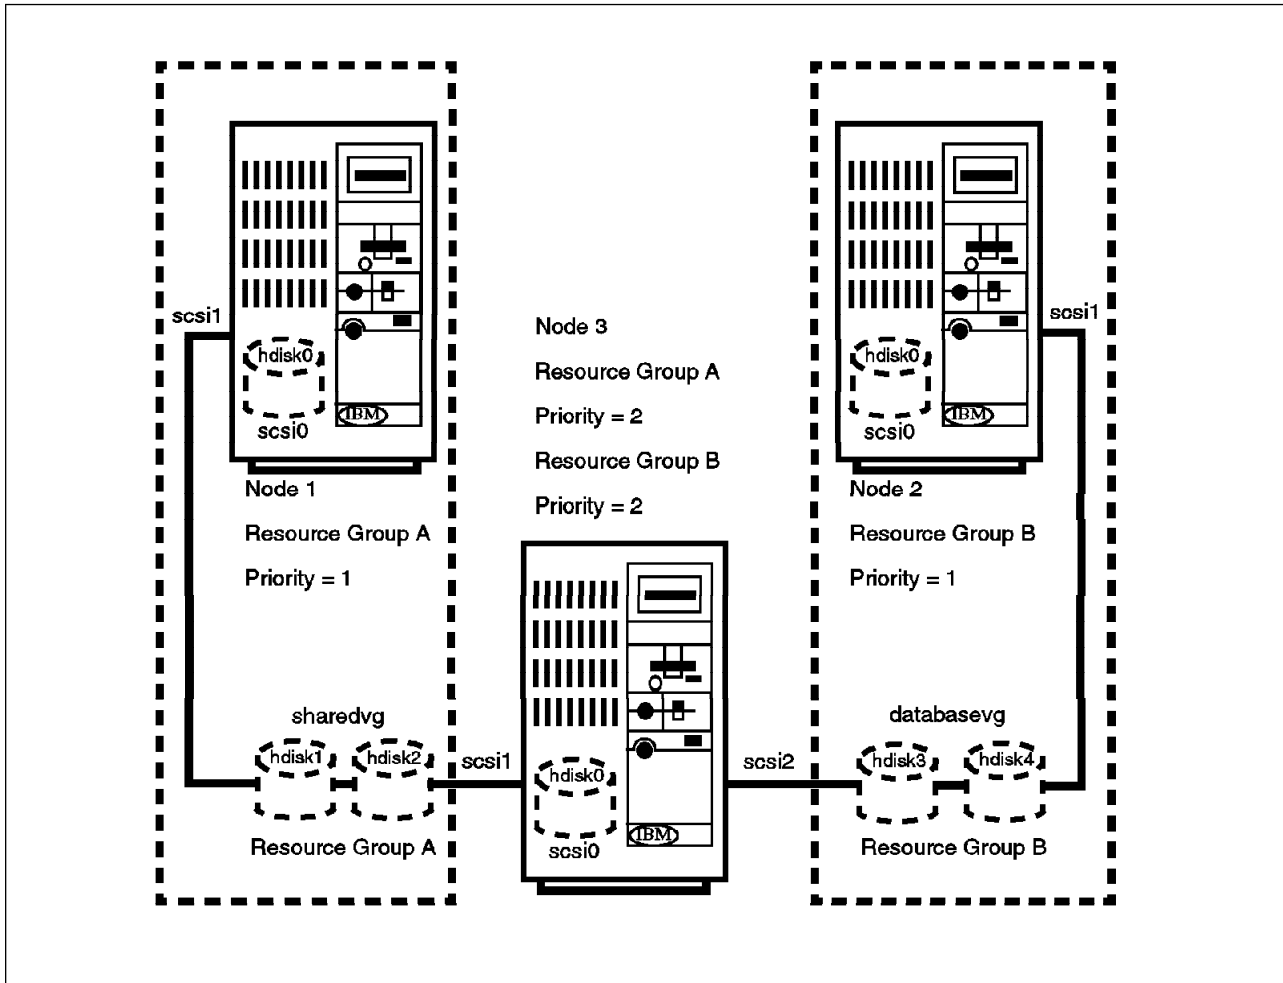 scsi1
hdisk0
IBM
scsi0
Node 1
Resource Group A
Priority = 1
sharedvg
hdisk1
hdisk2
Resource Group A
Node 3
Resource Group A
Priority = 2
Resource Group B
Priority = 2
scsi1
hdisk0
IBM
scsi0
scsi2
scsi1
hdisk0
IBM
scsi0
Node 2
Resource Group B
Priority = 1
databasevg
hdisk3
hdisk4
Resource Group B